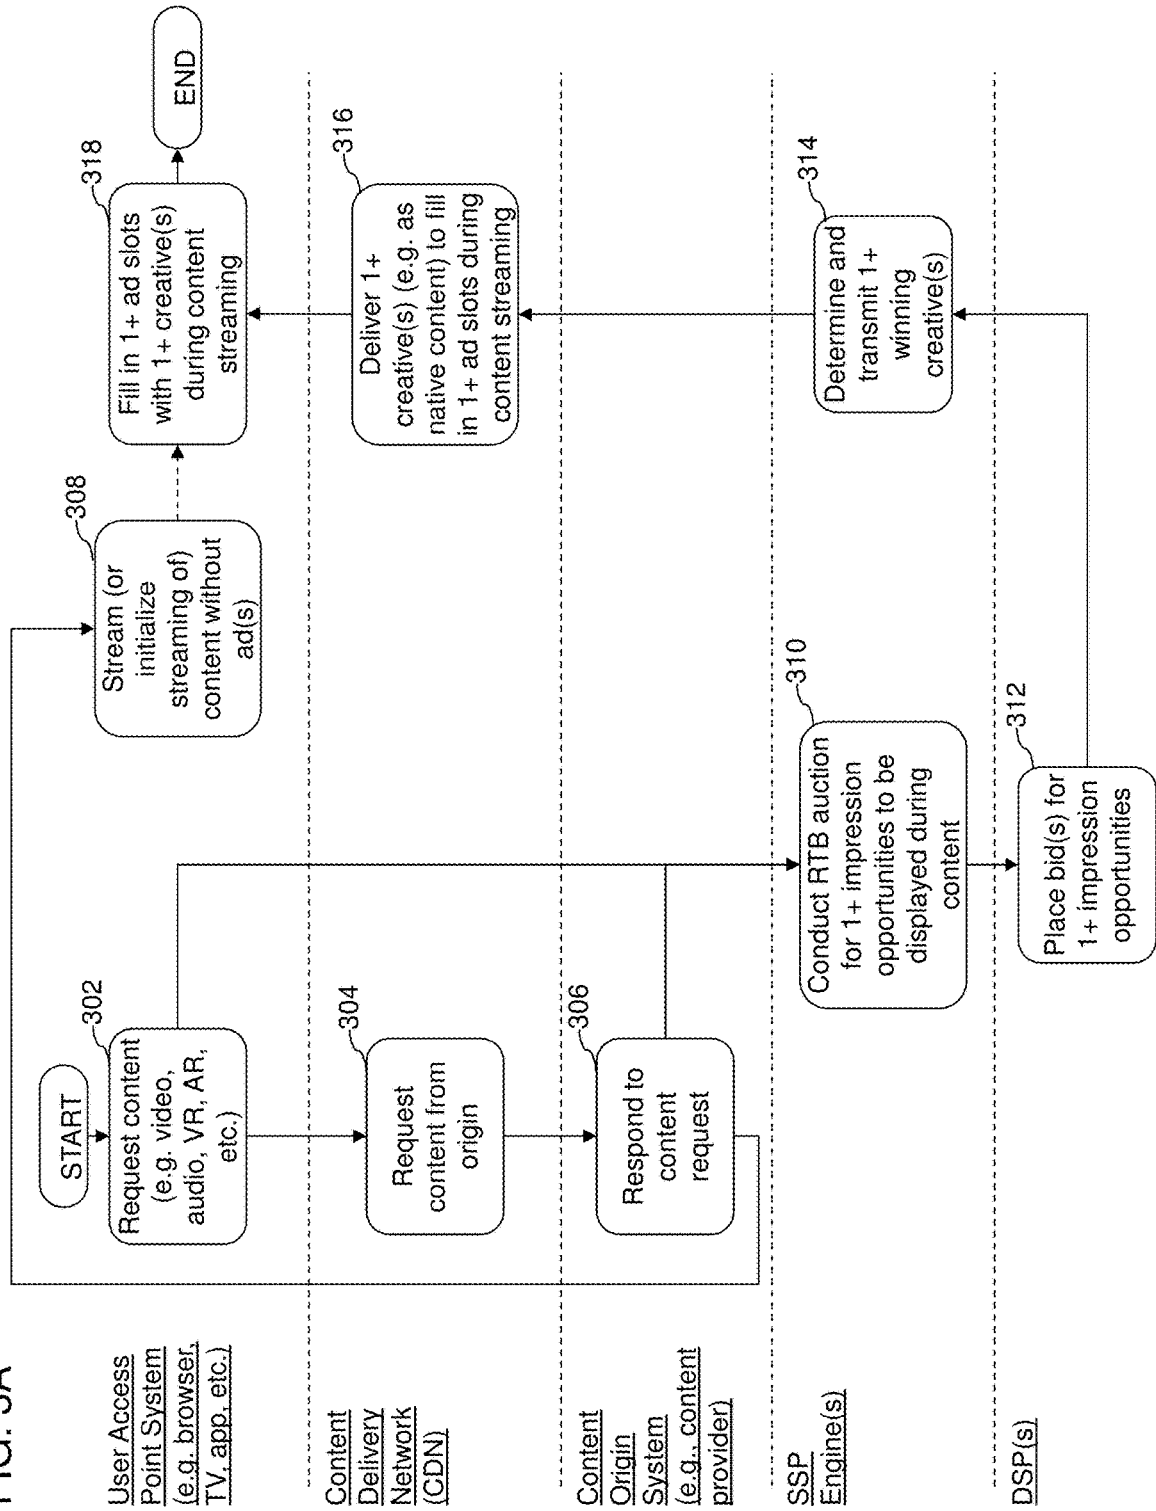 User Access
Point System
(e.g. browser,
TV, app, etc.)
START
302
Request content
(e.g. video,
audio, VR, AR,
etc.)
308
Stream (or
initialize
streaming of)
content without
ad(s)
318
Fill in 1+ ad slots
with 1+ creative(s)
during content
streaming
END
Content
Delivery
Network
(CDN)
304
Request
content from
origin
316
Deliver 1+
creative(s) (e.g. as
native content) to fill
in 1+ ad slots during
content streaming
Content
Origin
System
(e.g., content
provider)
306
Respond to
content
request
SSP
Engine(s)
310
Conduct RTB auction
for 1+ impression
opportunities to be
displayed during
content
314
Determine and
transmit 1+
winning
creative(s)
DSP(s)
312
Place bid(s) for
1+ impression
opportunities